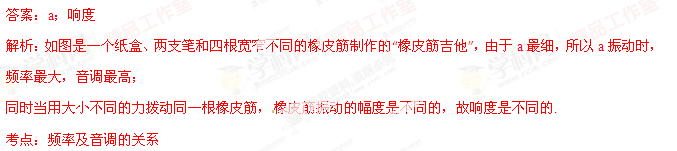 答案：a；响度
解析：如图是一个纸盒、两支笔和四根宽窄不同的橡皮筋制作的“橡皮筋吉他”，由于 a 最细，所以 a 振动时，
频率最大，音调最高；
同时当用大小不同的力拨动同一根橡皮筋，橡皮筋振动的幅度是不同的，故响度是不同的.
考点：频率及音调的关系